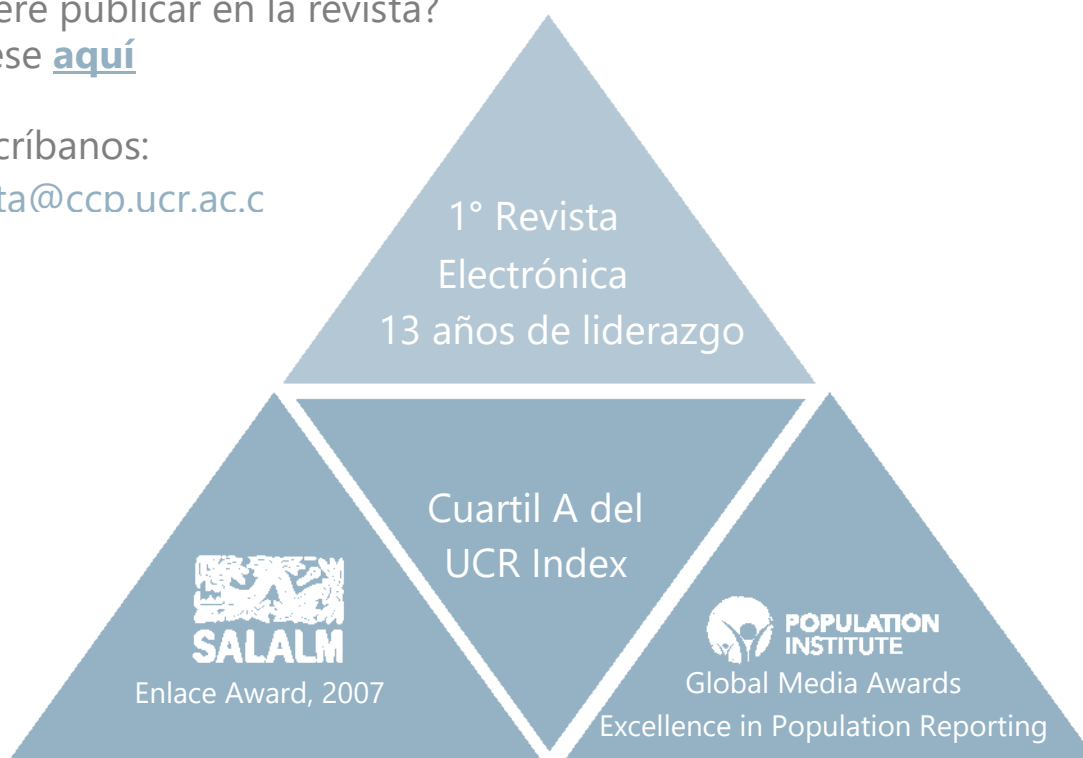 ere publicar en la revista?
ese aquí
críbanos:
ta@ccp.ucr.ac.c
1° Revista
Electrónica
13 años de liderazgo
Cuartil A del
UCR Index
SALALM
Enlace Award, 2007
POPULATION
INSTITUTE
Global Media Awards
Excellence in Population Reporting